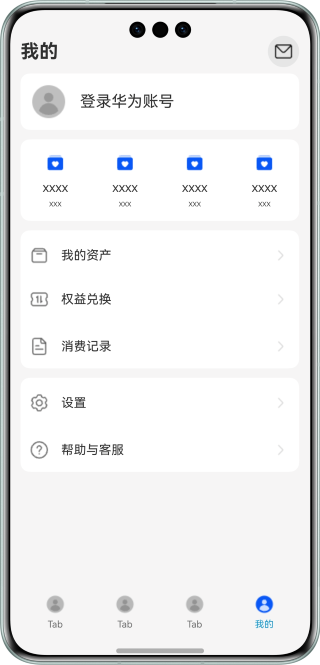 我的
登录华为账号
xxxx xxxx xxxx xxxx
xxx xxx xxx xxx
我的资产
权益兑换
消费记录
设置
帮助与客服
Tab Tab Tab 我的